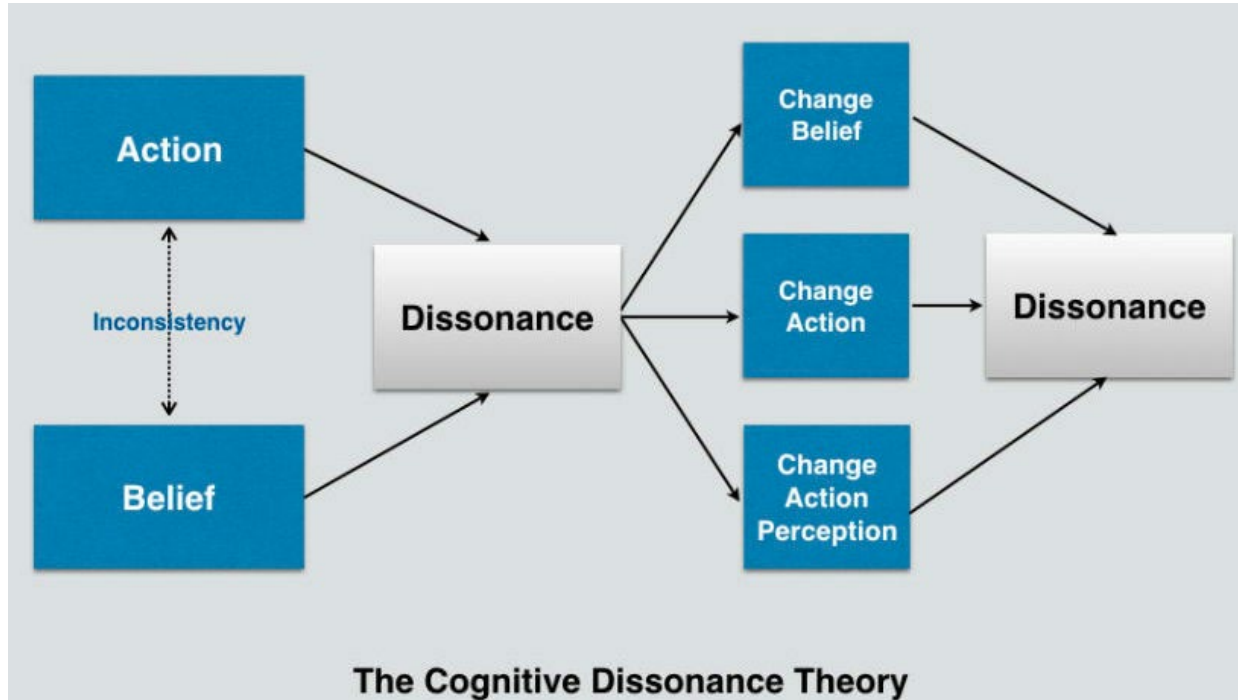 Action
Inconsistency
Belief
Dissonance
Change
Belief
Change
Action
Change
Action
Perception
Dissonance
The Cognitive Dissonance Theory